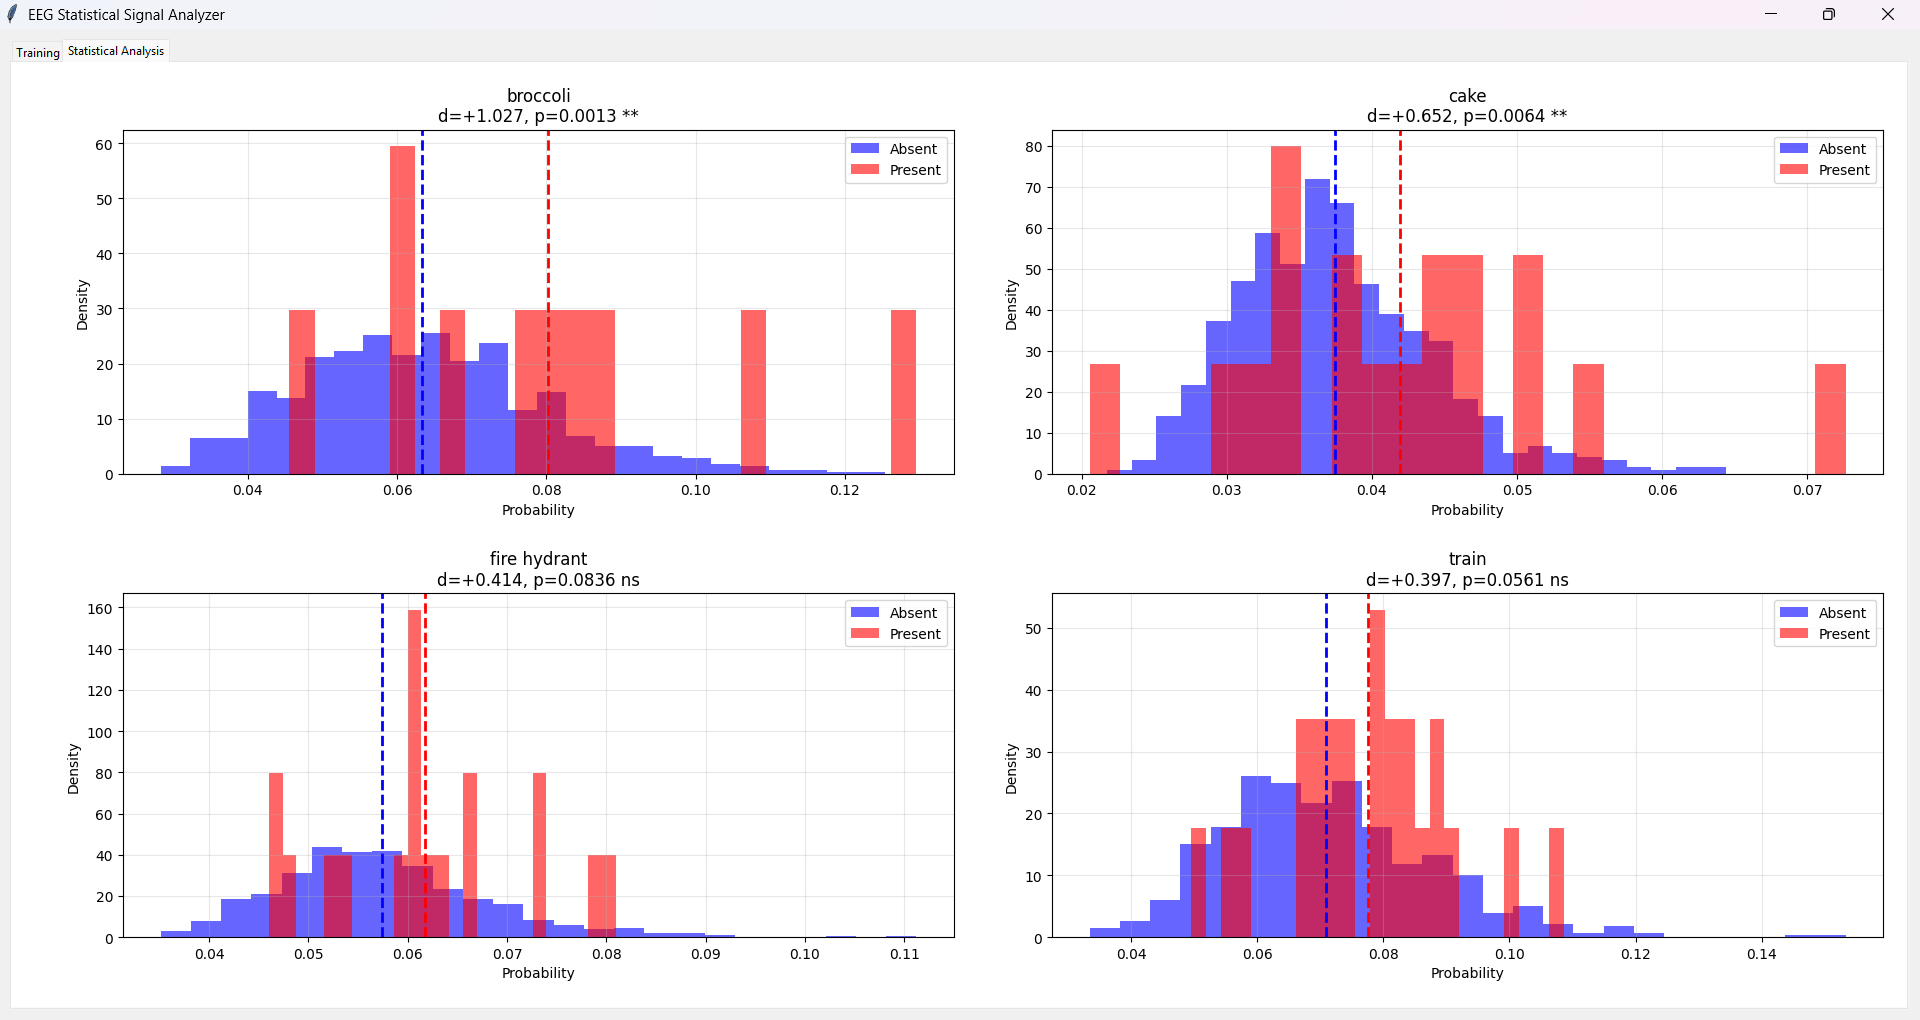 EEG Statistical Signal Analyzer
Training
Statistical Analysis
broccoli
d=+1.027, p=0.0013 **
60
50
40
30
20
10
0
Density
Absent
Present
0.04
0.06
0.08
0.10
0.12
Probability
cake
d=+0.652, p=0.0064 **
80
70
60
50
40
30
20
10
0
Density
Absent
Present
0.02
0.03
0.04
0.05
0.06
0.07
Probability
fire hydrant
d=+0.414, p=0.0836 ns
160
140
120
100
80
60
40
20
0
Density
Absent
Present
0.04
0.05
0.06
0.07
0.08
0.09
0.10
0.11
Probability
train
d=+0.397, p=0.0561 ns
50
40
30
20
10
0
Density
Absent
Present
0.04
0.06
0.08
0.10
0.12
0.14
Probability